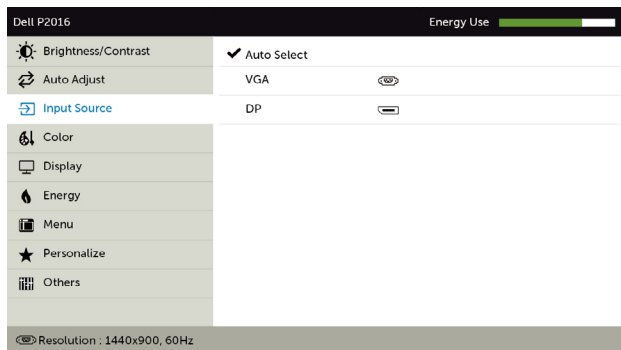 Dell P2016
Energy Use
Brightness/Contrast
Auto Select
Auto Adjust
VGA
Input Source
DP
Color
Display
Energy
Menu
Personalize
Others
Resolution : 1440x900, 60Hz